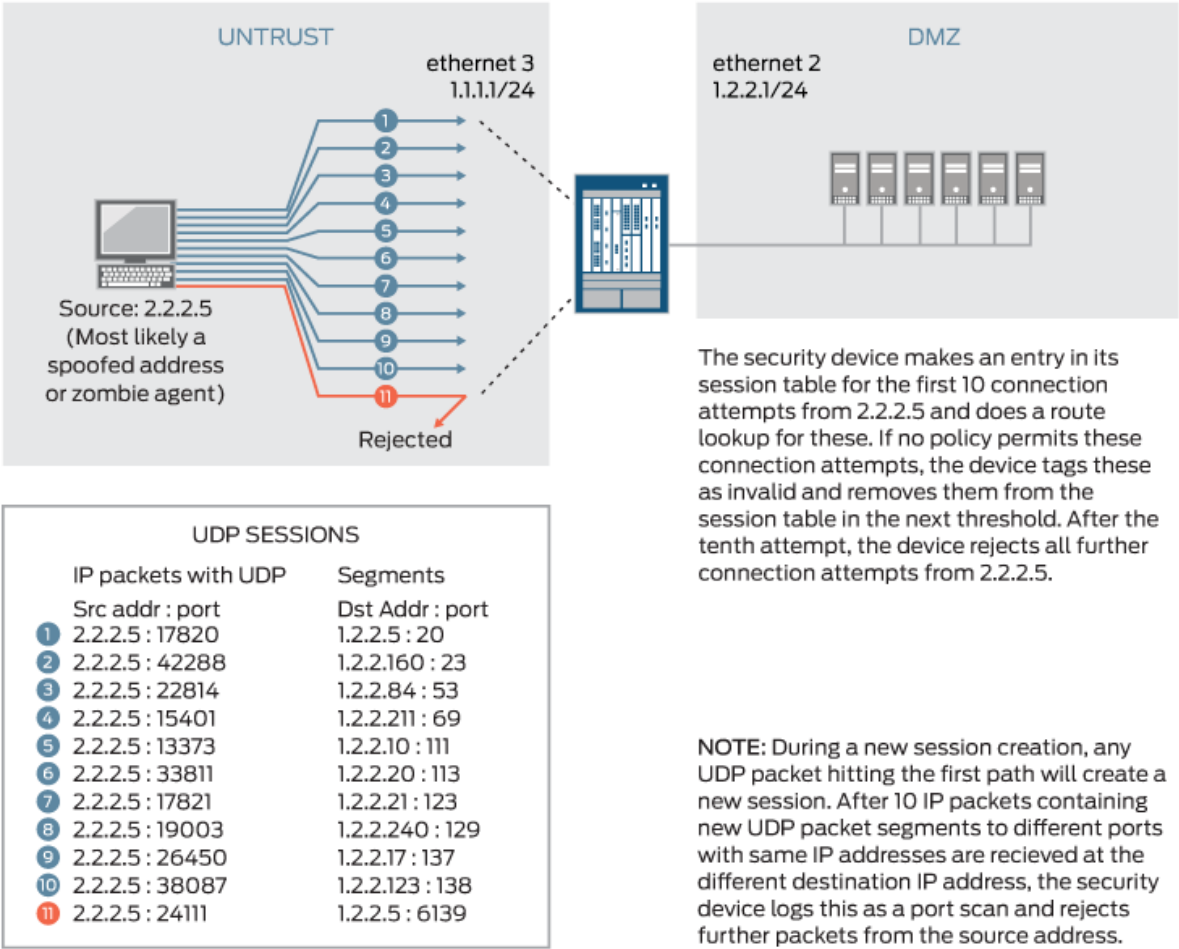 UNTRUST
ethernet 3
1.1.1.1/24
1
2
3
4
5
6
7
8
9
10
11
Rejected
Source: 2.2.2.5
(Most likely a
spoofed address
or zombie agent)
DMZ
ethernet 2
1.2.2.1/24
The security device makes an entry in its
session table for the first 10 connection
attempts from 2.2.2.5 and does a route
lookup for these. If no policy permits these
connection attempts, the device tags these
as invalid and removes them from the
session table in the next threshold. After the
tenth attempt, the device rejects all further
connection attempts from 2.2.2.5.
UDP SESSIONS
IP packets with UDP Segments
Src addr : port Dst Addr : port
1 2.2.2.5 : 17820 1.2.2.5 : 20
2 2.2.2.5 : 42288 1.2.2.160 : 23
3 2.2.2.5 : 22814 1.2.2.84 : 53
4 2.2.2.5 : 15401 1.2.2.211 : 69
5 2.2.2.5 : 13373 1.2.2.10 : 111
6 2.2.2.5 : 33811 1.2.2.20 : 113
7 2.2.2.5 : 17821 1.2.2.21 : 123
8 2.2.2.5 : 19003 1.2.2.240 : 129
9 2.2.2.5 : 26450 1.2.2.17 : 137
10 2.2.2.5 : 38087 1.2.2.123 : 138
11 2.2.2.5 : 24111 1.2.2.5 : 6139
NOTE: During a new session creation, any
UDP packet hitting the first path will create a
new session. After 10 IP packets containing
new UDP packet segments to different ports
with same IP addresses are recieved at the
different destination IP address, the security
device logs this as a port scan and rejects
further packets from the source address.